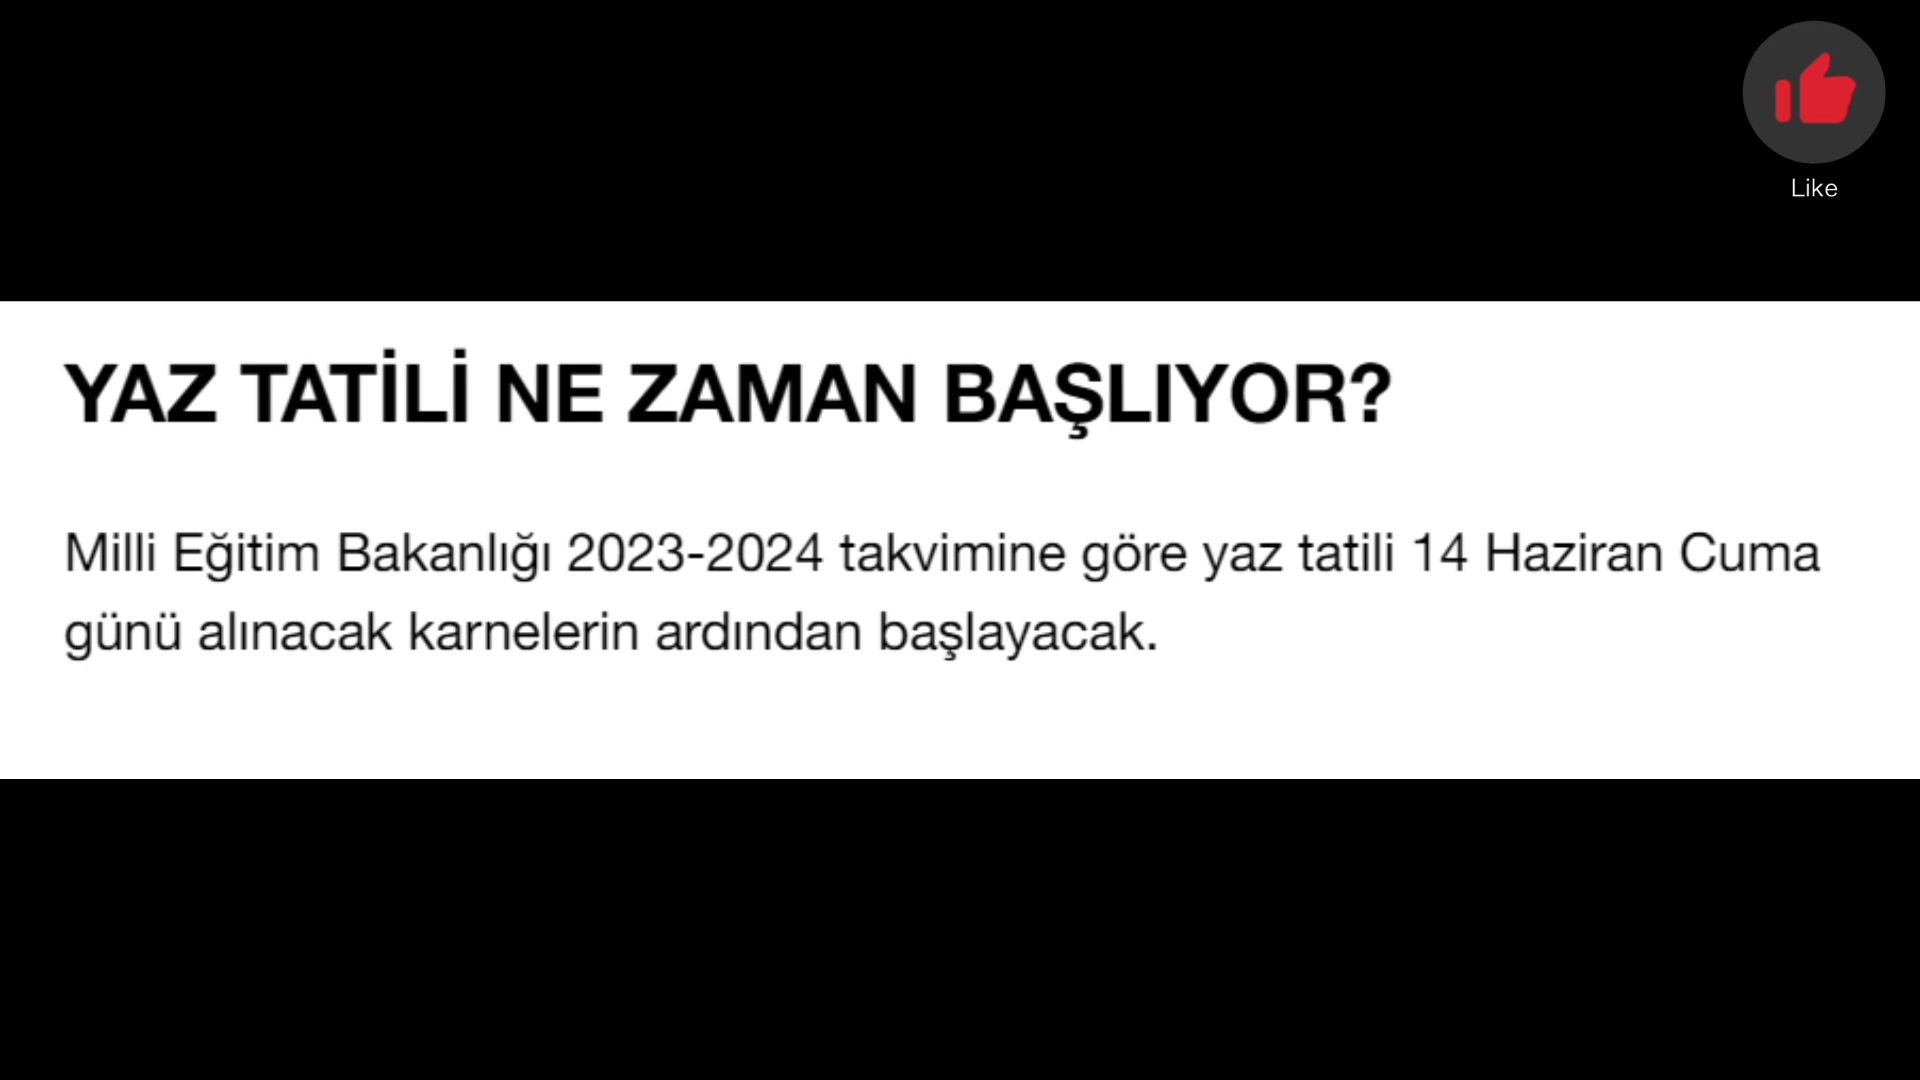 Like
YAZ TATİLİ NE ZAMAN BAŞLIYOR?
Milli Eğitim Bakanlığı 2023-2024 takvimine göre yaz tatili 14 Haziran Cuma
günü alınacak karnelerin ardından başlayacak.